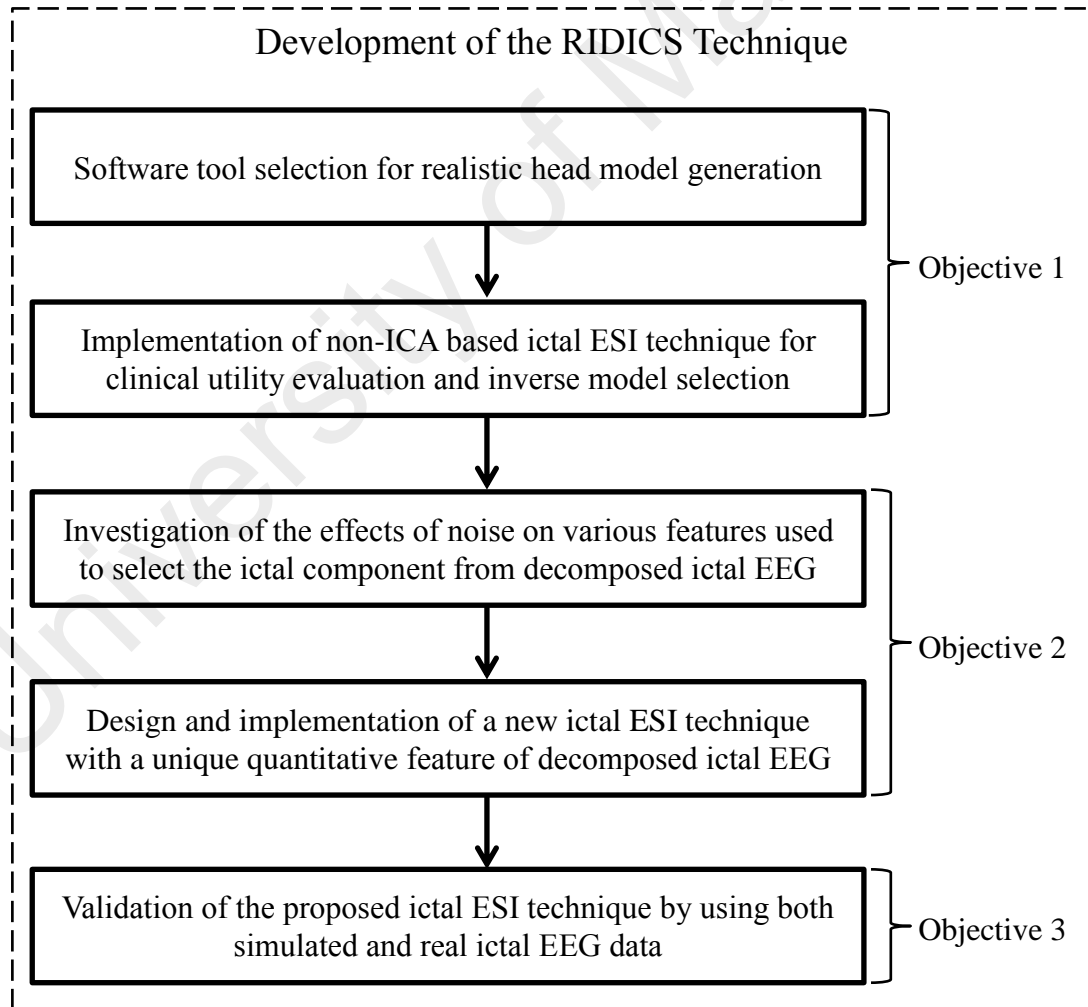 Development of the RIDICS Technique
Software tool selection for realistic head model generation
Objective 1
Implementation of non-ICA based ictal ESI technique for
clinical utility evaluation and inverse model selection
Investigation of the effects of noise on various features used
to select the ictal component from decomposed ictal EEG
Objective 2
Design and implementation of a new ictal ESI technique
with a unique quantitative feature of decomposed ictal EEG
Validation of the proposed ictal ESI technique by using both
simulated and real ictal EEG data
Objective 3
University of Ma